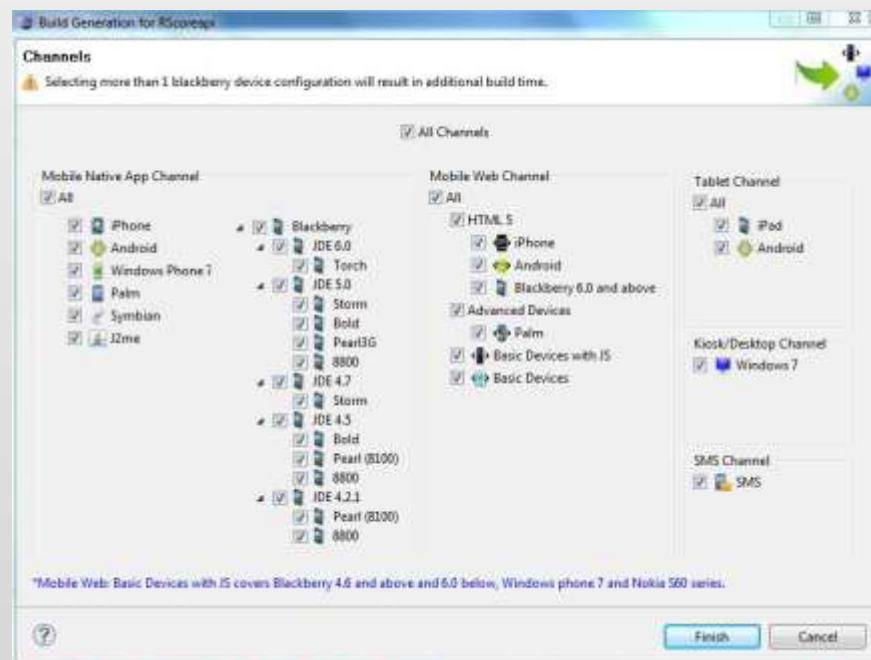 Build Generation for RScoreapi
Channels
Selecting more than 1 blackberry device configuration will result in additional build time.
All Channels
Mobile Native App Channel
All
iPhone
Android
Windows Phone 7
Palm
Symbian
J2me
Blackberry
JDE 6.0
Torch
JDE 5.0
Storm
Bold
Pearl3G
8800
JDE 4.7
Storm
JDE 4.5
Bold
Pearl (8100)
8800
JDE 4.2.1
Pearl (8100)
8800
Mobile Web Channel
All
HTML 5
iPhone
Android
Blackberry 6.0 and above
Advanced Devices
Palm
Basic Devices with JS
Basic Devices
Tablet Channel
All
iPad
Android
Kiosk/Desktop Channel
Windows 7
SMS Channel
SMS
*Mobile Web: Basic Devices with JS covers Blackberry 4.6 and above and 6.0 below, Windows phone 7 and Nokia S60 series.
Finish
Cancel